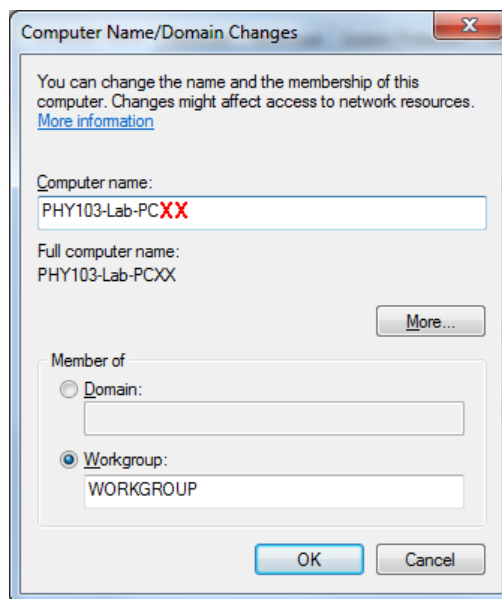 Computer Name/Domain Changes
You can change the name and the membership of this
computer. Changes might affect access to network resources.
More information
Computer name:
PHY103-Lab-PCXX
Full computer name:
PHY103-Lab-PCXX
More...
Member of
Domain:
Workgroup:
WORKGROUP
OK
Cancel